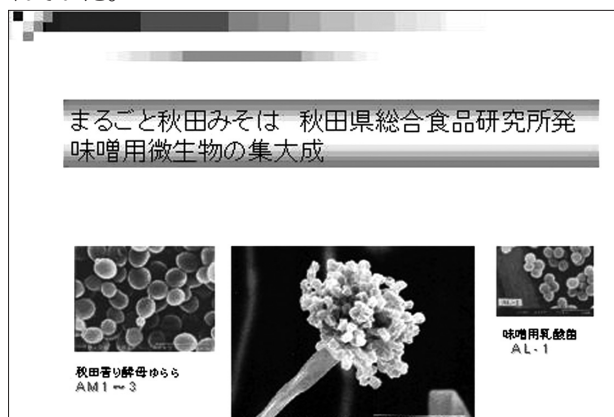 まるごと秋田みそは　秋田県総合食品研究所発
味噌用微生物の集大成
AL-1
秋田香り酵母ゆらら
AM1～3
味噌用乳酸菌
AL-1